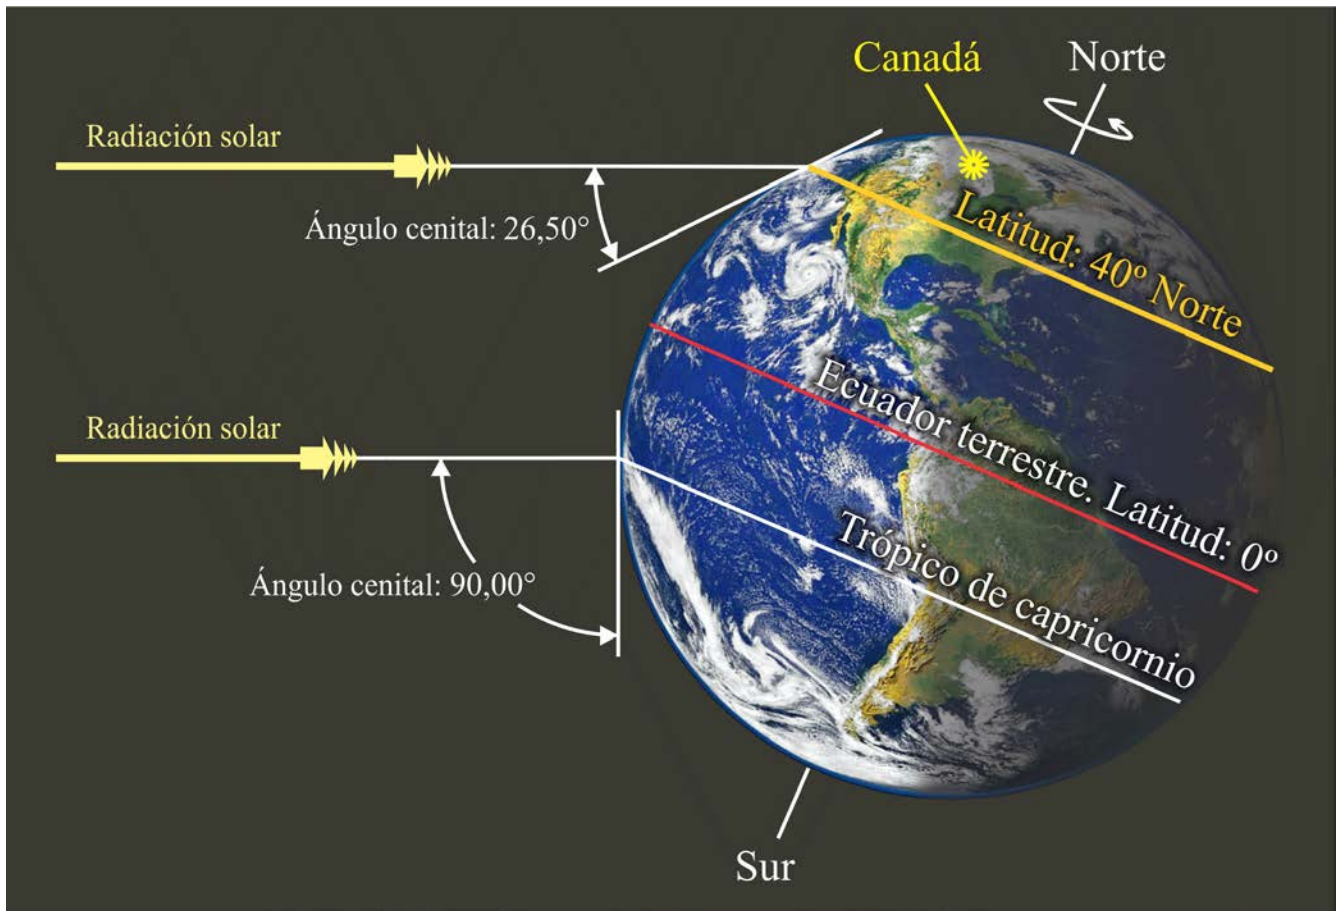 Canadá
Norte
Radiación solar
Ángulo cenital: 26,50°
Latitud: 40º Norte
Ecuador terrestre. Latitud: 0º
Radiación solar
Ángulo cenital: 90,00°
Trópico de capricornio
Sur